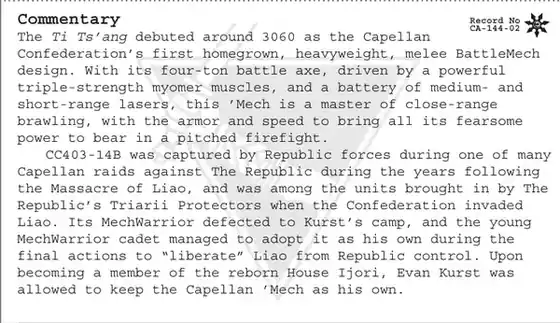 Commentary
Record No
CA-144-02
The Ti Ts’ang debuted around 3060 as the Capellan
Confederation’s first homegrown, heavyweight, melee BattleMech
design. With its four-ton battle axe, driven by a powerful
triple-strength myomer muscles, and a battery of medium- and
short-range lasers, this ’Mech is a master of close-range
brawling, with the armor and speed to bring all its fearsome
power to bear in a pitched firefight.
CC403-14B was captured by Republic forces during one of many
Capellan raids against The Republic during the years following
the Massacre of Liao, and was among the units brought in by The
Republic’s Triarii Protectors when the Confederation invaded
Liao. Its MechWarrior defected to Kurst’s camp, and the young
MechWarrior cadet managed to adopt it as his own during the
final actions to “liberate” Liao from Republic control. Upon
becoming a member of the reborn House Ijori, Evan Kurst was
allowed to keep the Capellan ’Mech as his own.